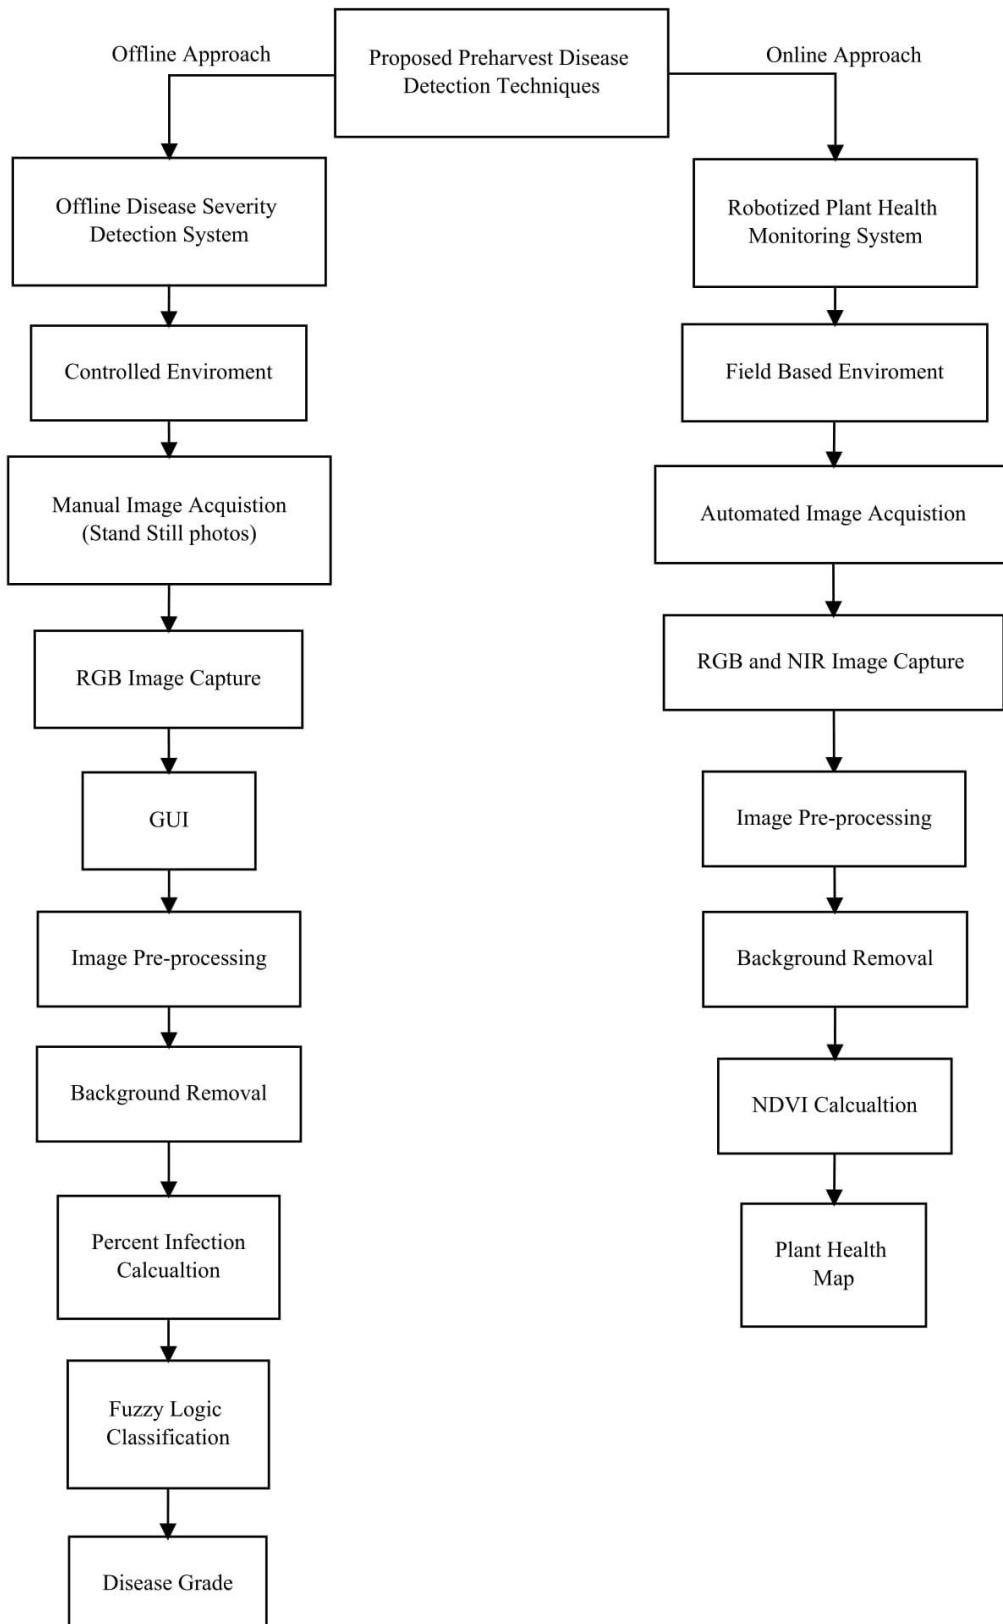 Offline Approach
Proposed Preharvest Disease
Detection Techniques
Online Approach
Offline Disease Severity
Detection System
Controlled Enviroment
Manual Image Acquistion
(Stand Still photos)
RGB Image Capture
GUI
Image Pre-processing
Background Removal
Percent Infection
Calcualtion
Fuzzy Logic
Classification
Disease Grade
Robotized Plant Health
Monitoring System
Field Based Enviroment
Automated Image Acquistion
RGB and NIR Image Capture
Image Pre-processing
Background Removal
NDVI Calcualtion
Plant Health
Map